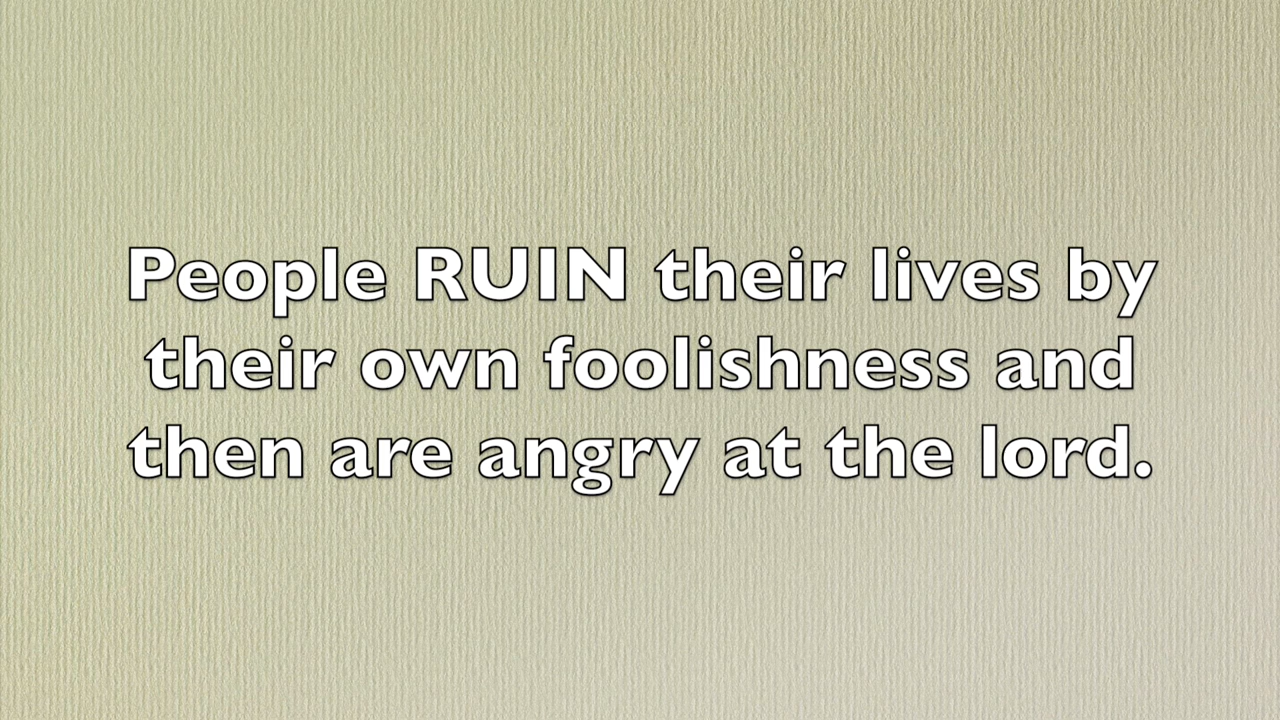 People RUIN their lives by
their own foolishness and
then are angry at the lord.